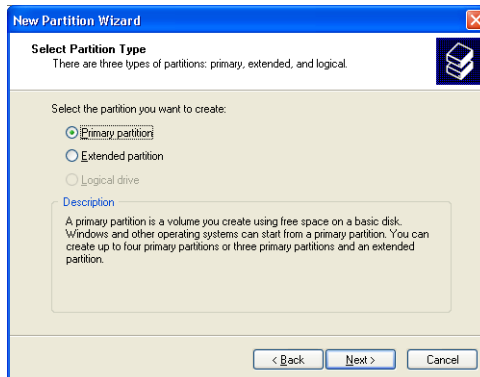 New Partition Wizard
Select Partition Type
There are three types of partitions: primary, extended, and logical.
Select the partition you want to create:
Primary partition
Extended partition
Logical drive
Description
A primary partition is a volume you create using free space on a basic disk.
Windows and other operating systems can start from a primary partition. You can
create up to four primary partitions or three primary partitions and an extended
partition.
< Back
Next >
Cancel